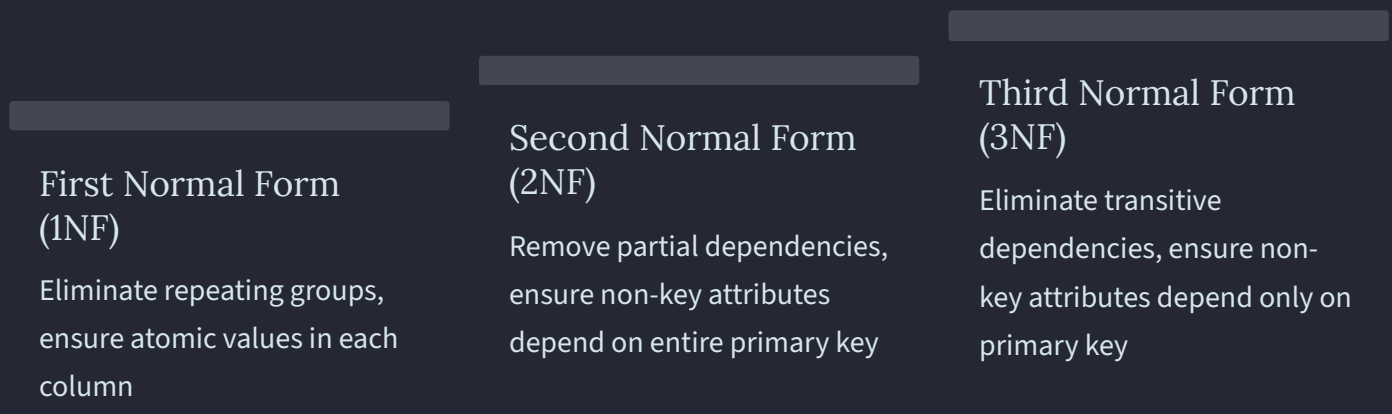 First Normal Form
(1NF)
Eliminate repeating groups,
ensure atomic values in each
column
Second Normal Form
(2NF)
Remove partial dependencies,
ensure non-key attributes
depend on entire primary key
Third Normal Form
(3NF)
Eliminate transitive
dependencies, ensure non-
key attributes depend only on
primary key